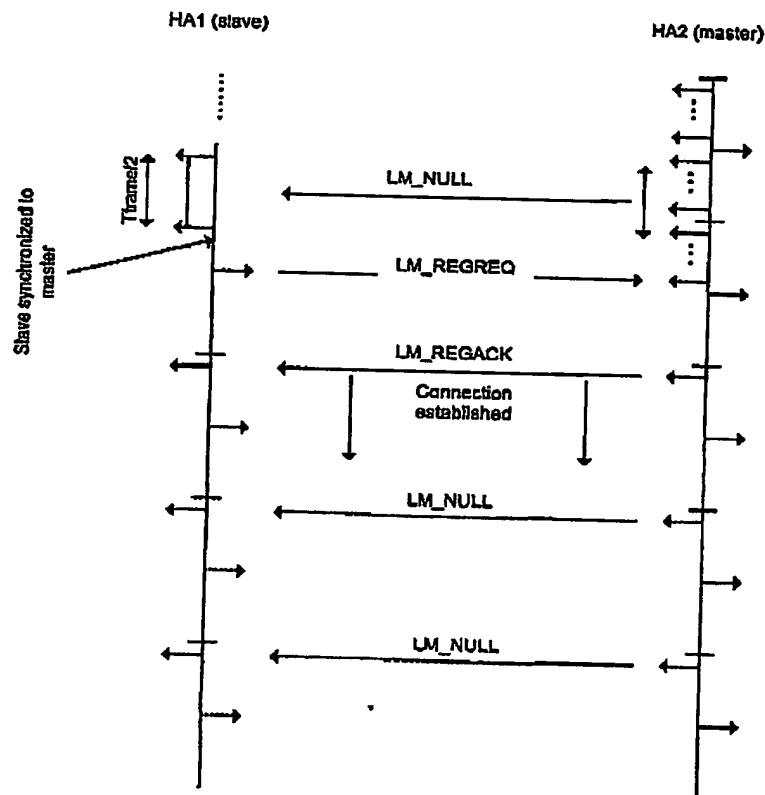 HA1 (slave)
HA2 (master)
Tframe/2
LM_NULL
Slave synchronized to
master
LM_REGREQ
LM_REGACK
Connection
established
LM_NULL
LM_NULL